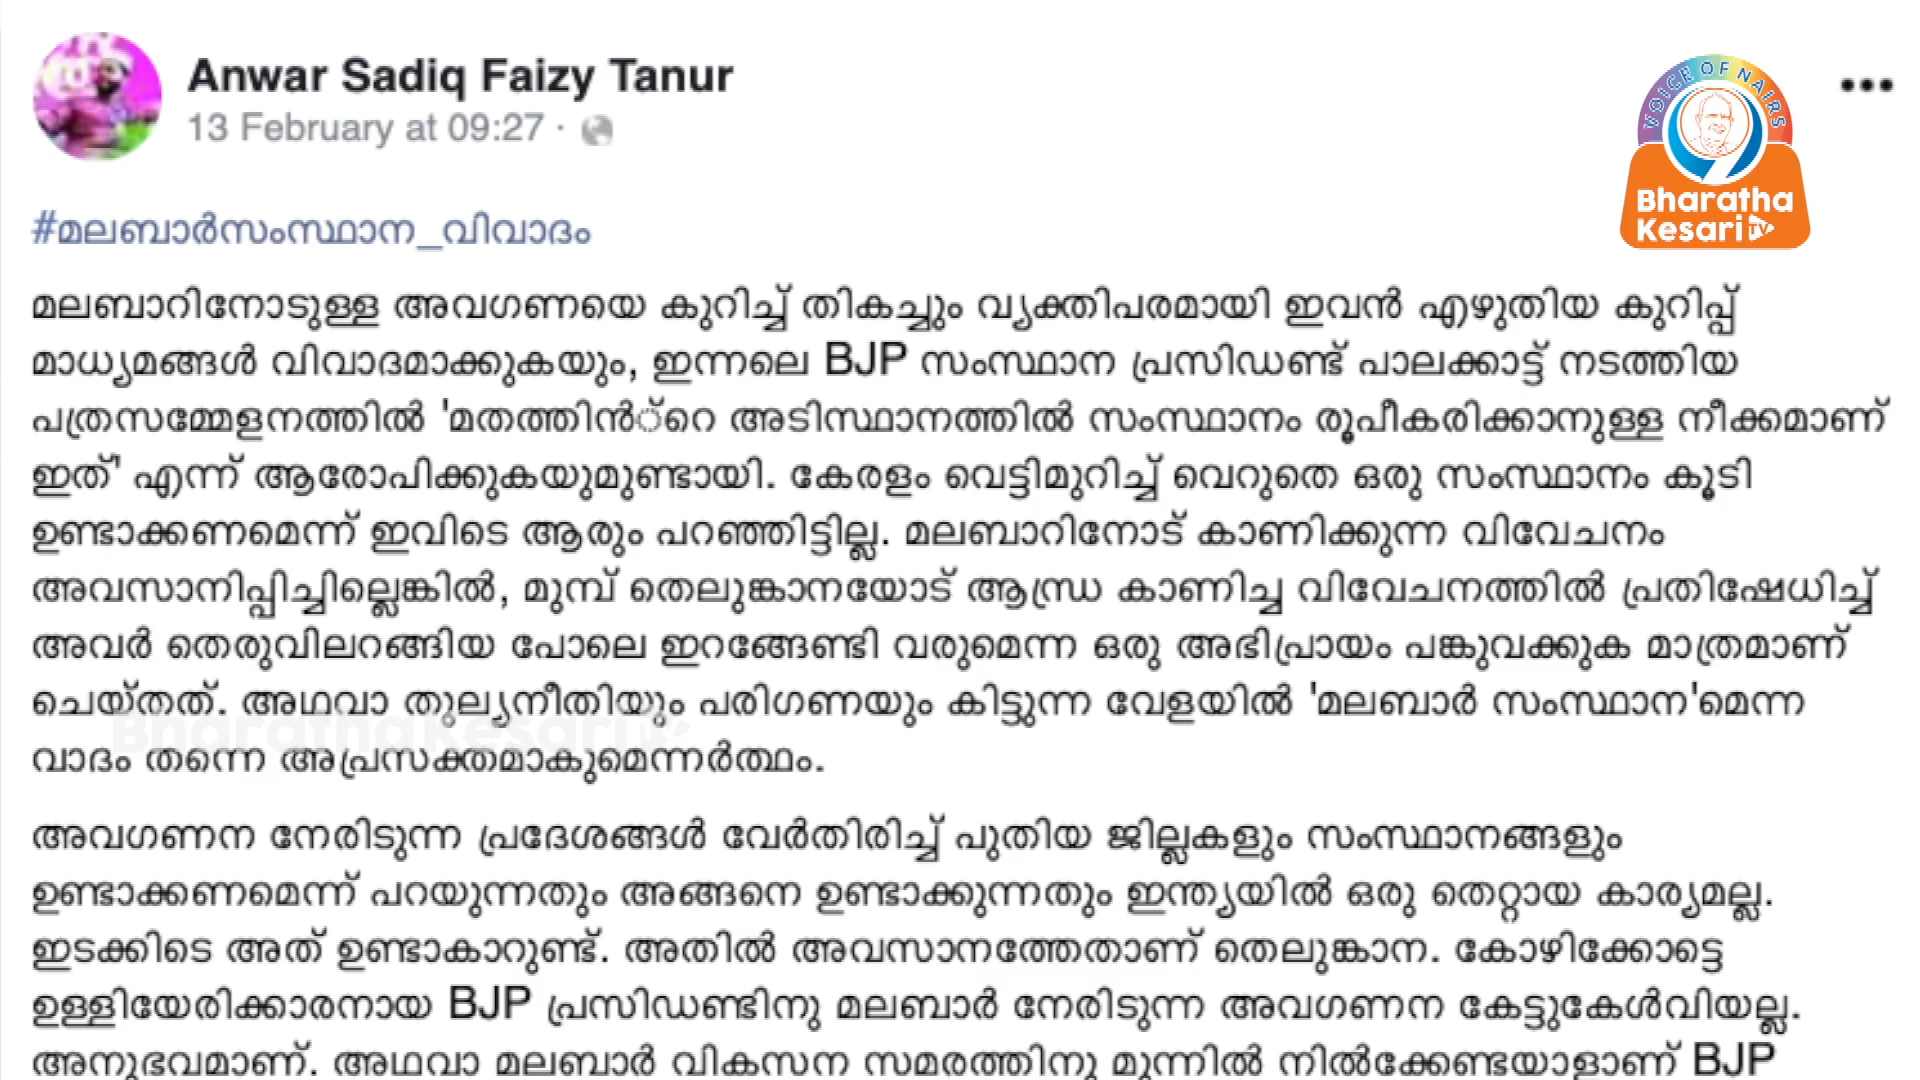 Anwar Sadiq Faizy Tanur
13 February at 09:27 ·
VOICE OF NAIRS
Bharatha
Kesari TV
#മലബാർസംസ്ഥാന_വിവാദം
മലബാറിനോടുള്ള അവഗണയെ കുറിച്ച് തികച്ചും വ്യക്തിപരമായി ഇവൻ എഴുതിയ കുറിപ്പ്
മാധ്യമങ്ങൾ വിവാദമാക്കുകയും, ഇന്നലെ BJP സംസ്ഥാന പ്രസിഡണ്ട് പാലക്കാട്ട് നടത്തിയ
പത്രസമ്മേളനത്തിൽ 'മതത്തിൻ്റെ അടിസ്ഥാനത്തിൽ സംസ്ഥാനം രൂപീകരിക്കാനുള്ള നീക്കമാണ്
ഇത്' എന്ന് ആരോപിക്കുകയുമുണ്ടായി. കേരളം വെട്ടിമുറിച്ച് വെറുതെ ഒരു സംസ്ഥാനം കൂടി
ഉണ്ടാക്കണമെന്ന് ഇവിടെ ആരും പറഞ്ഞിട്ടില്ല. മലബാറിനോട് കാണിക്കുന്ന വിവേചനം
അവസാനിപ്പിച്ചില്ലെങ്കിൽ, മുമ്പ് തെലുങ്കാനയോട് ആന്ധ്ര കാണിച്ച വിവേചനത്തിൽ പ്രതിഷേധിച്ച്
അവർ തെരുവിലറങ്ങിയ പോലെ ഇറങ്ങേണ്ടി വരുമെന്ന ഒരു അഭിപ്രായം പങ്കുവക്കുക മാത്രമാണ്
ചെയ്തത്. അഥവാ തുല്യനീതിയും പരിഗണയും കിട്ടുന്ന വേളയിൽ 'മലബാർ സംസ്ഥാന'മെന്ന
BharathaKesari TV
വാദം തന്നെ അപ്രസക്തമാകുമെന്നർത്ഥം.
അവഗണന നേരിടുന്ന പ്രദേശങ്ങൾ വേർതിരിച്ച് പുതിയ ജില്ലകളും സംസ്ഥാനങ്ങളും
ഉണ്ടാക്കണമെന്ന് പറയുന്നതും അങ്ങനെ ഉണ്ടാക്കുന്നതും ഇന്ത്യയിൽ ഒരു തെറ്റായ കാര്യമല്ല.
ഇടക്കിടെ അത് ഉണ്ടാകാറുണ്ട്. അതിൽ അവസാനത്തേതാണ് തെലുങ്കാന. കോഴിക്കോട്ടെ
ഉള്ളിയേരിക്കാരനായ BJP പ്രസിഡണ്ടിനു മലബാർ നേരിടുന്ന അവഗണന കേട്ടുകേൾവിയല്ല.
അനുഭവമാണ്. അഥവാ മലബാർ വികസന സമരത്തിനു മുന്നിൽ നിൽക്കേണ്ടയാളാണ് BJP